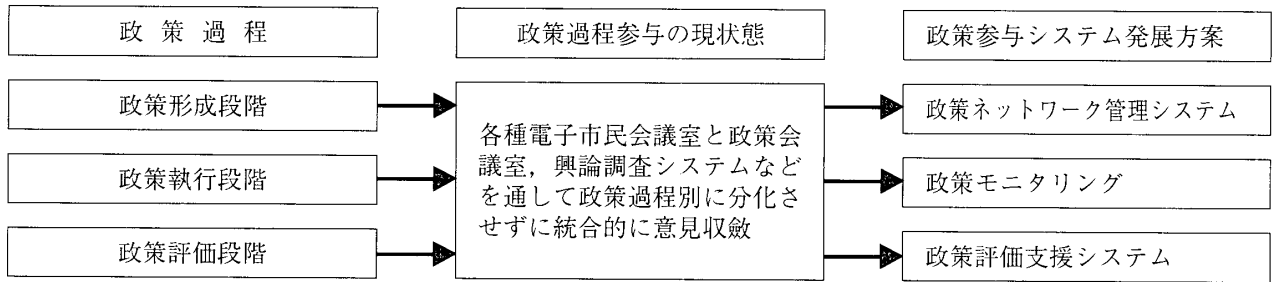 政策過程
政策過程参与の現状態
政策参与システム発展方案
政策形成段階
政策執行段階
政策評価段階
各種電子市民会議室と政策会
議室，興論調査システムなど
を通して政策過程別に分化さ
せずに統合的に意見収斂
政策ネットワーク管理システム
政策モニタリング
政策評価支援システム